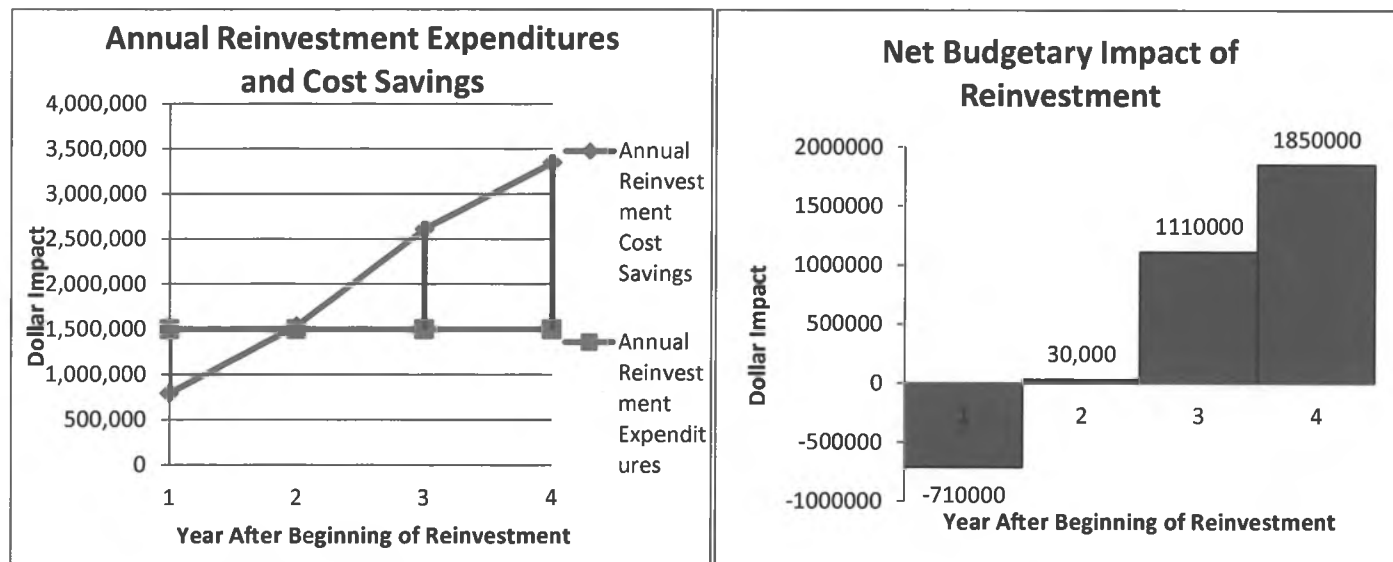 Annual Reinvestment Expenditures
and Cost Savings
4,000,000
3,500,000
3,000,000
2,500,000
2,000,000
1,500,000
1,000,000
500,000
0
Dollar Impact
1 2 3 4
Year After Beginning of Reinvestment
Annual
Reinvest
ment
Cost
Savings
Annual
Reinvest
ment
Expendit
ures
Net Budgetary Impact of
Reinvestment
2000000
1500000
1000000
500000
0
-500000
-1000000
Dollar Impact
-710000
30,000
1110000
1850000
1 2 3 4
Year After Beginning of Reinvestment